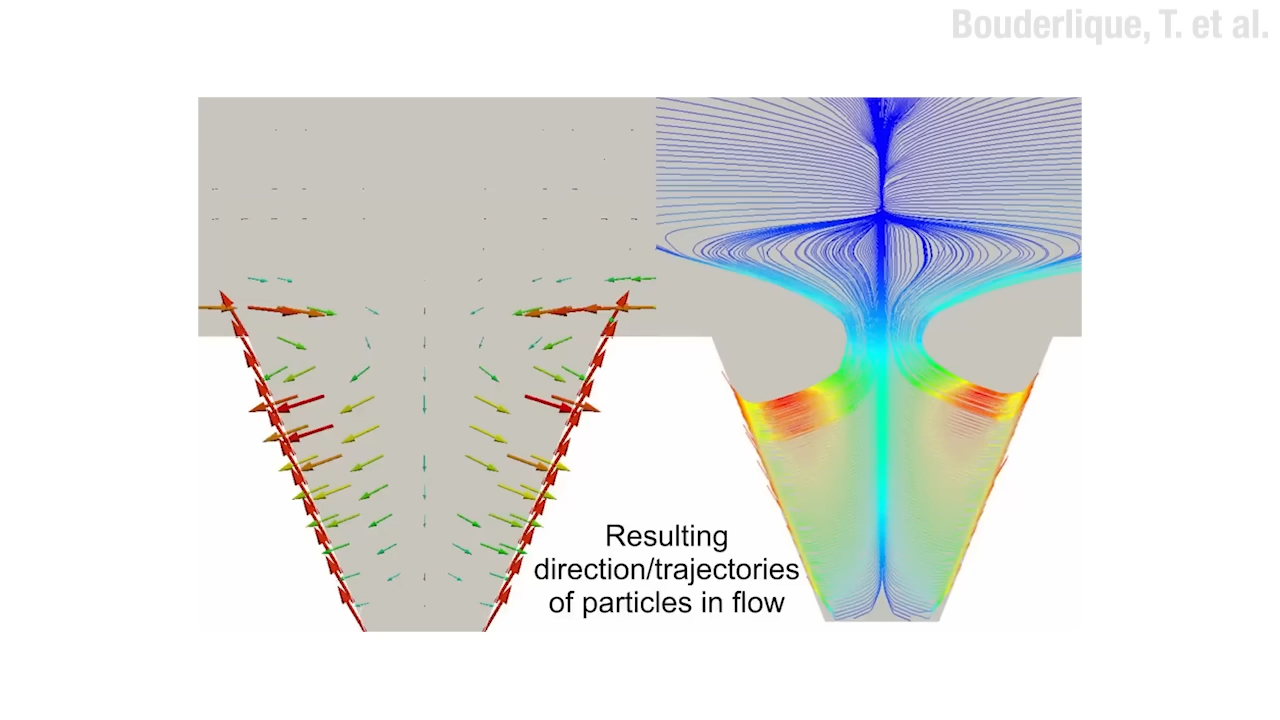 Bouderlique, T. et al.
Resulting
direction/trajectories
of particles in flow